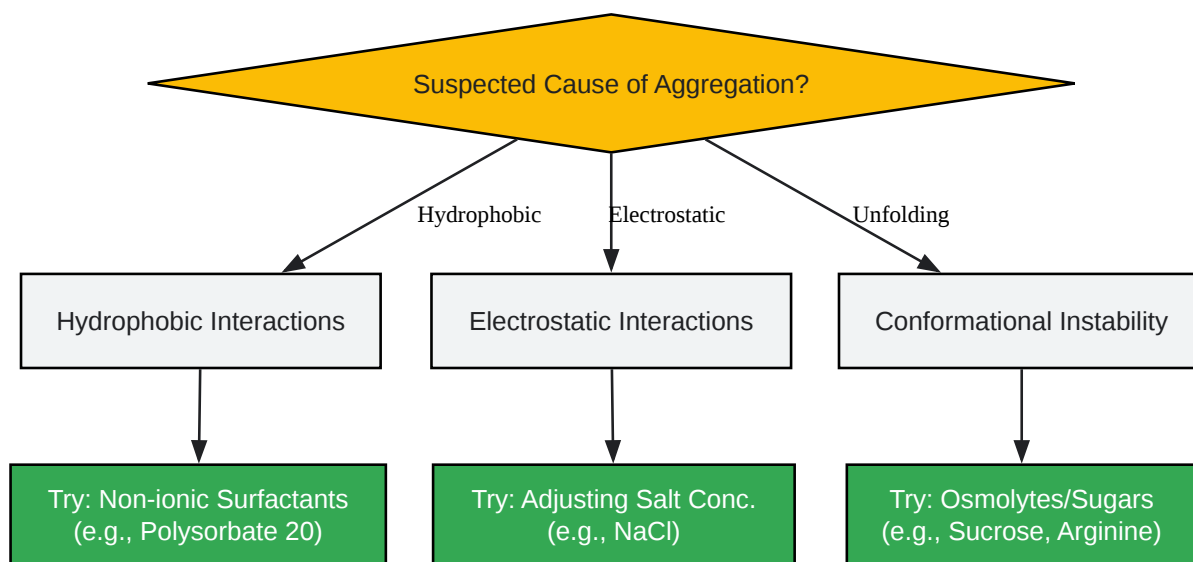 Suspected Cause of Aggregation?
Hydrophobic
Electrostatic
Unfolding
Hydrophobic Interactions
Electrostatic Interactions
Conformational Instability
Try: Non-ionic Surfactants
(e.g., Polysorbate 20)
Try: Adjusting Salt Conc.
(e.g., NaCl)
Try: Osmolytes/Sugars
(e.g., Sucrose, Arginine)